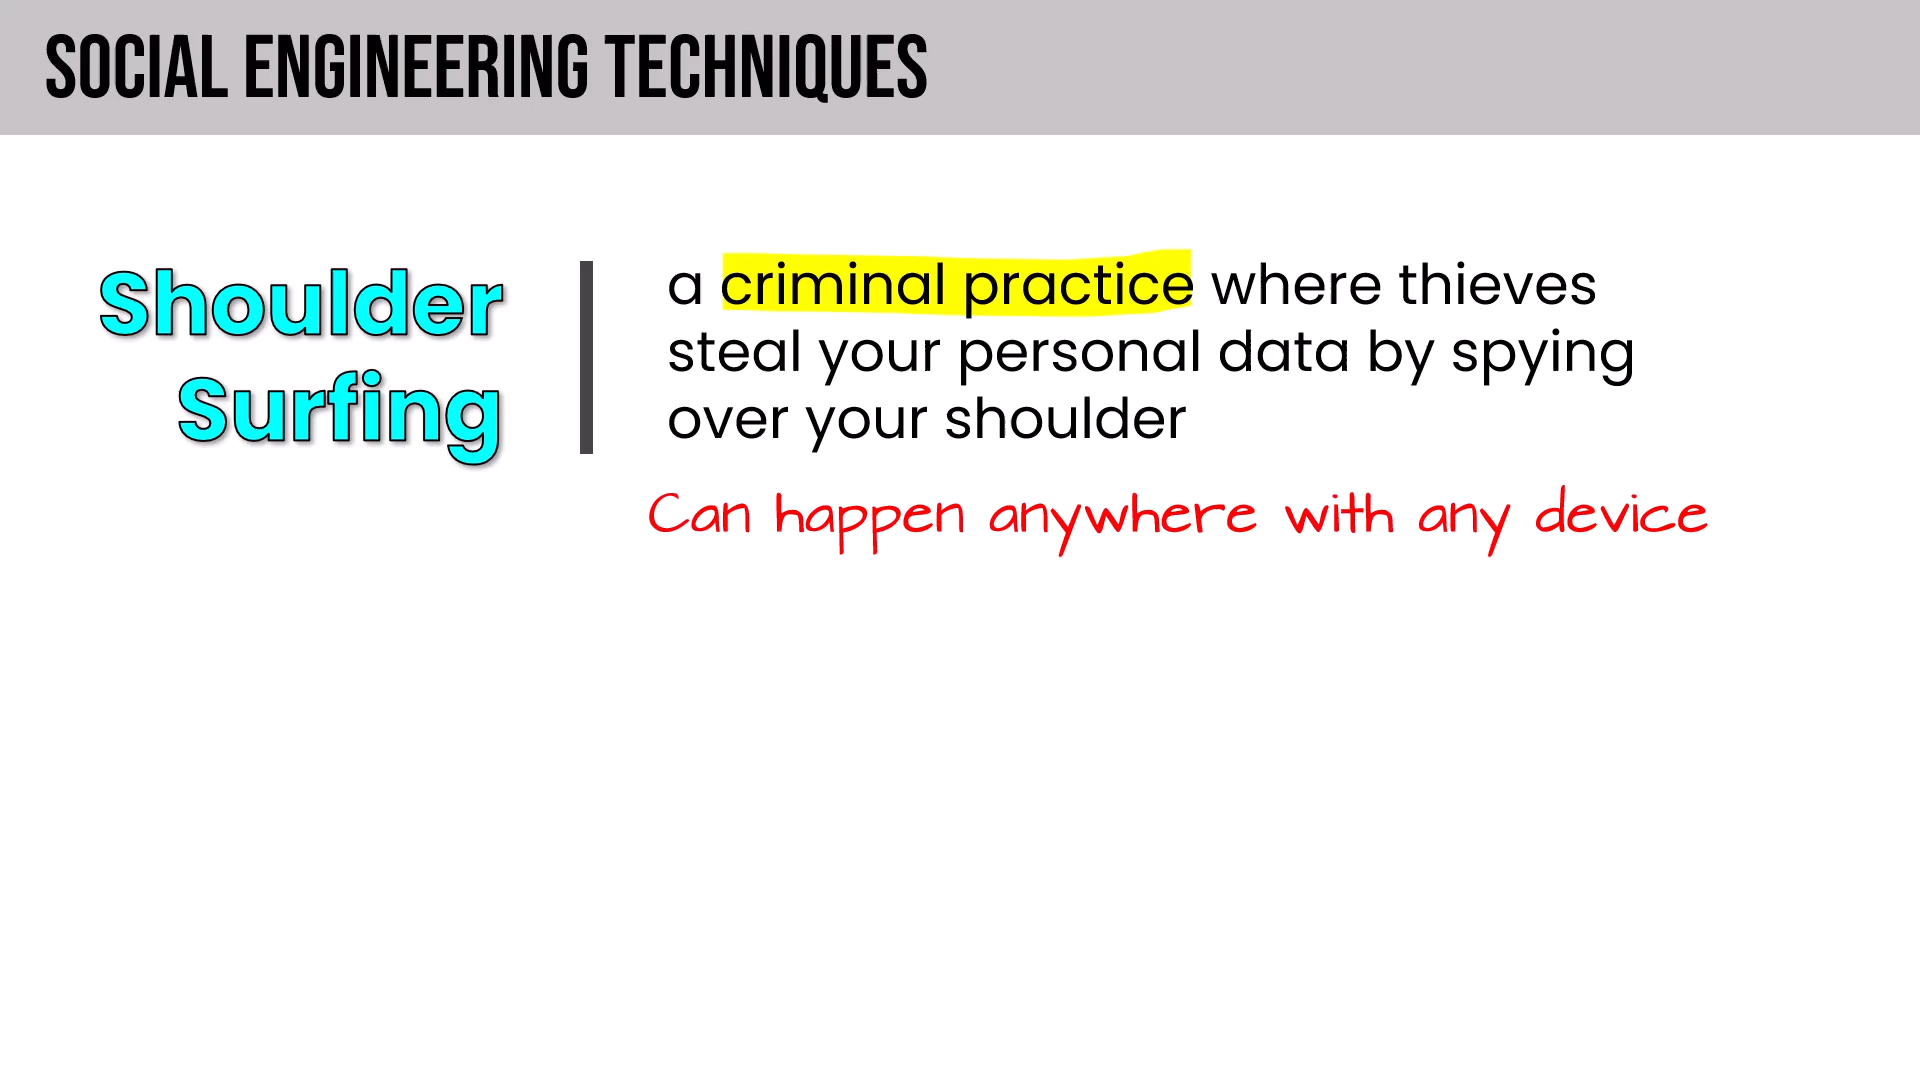 SOCIAL ENGINEERING TECHNIQUES
Shoulder
Surfing
a criminal practice where thieves
steal your personal data by spying
over your shoulder
Can happen anywhere with any device